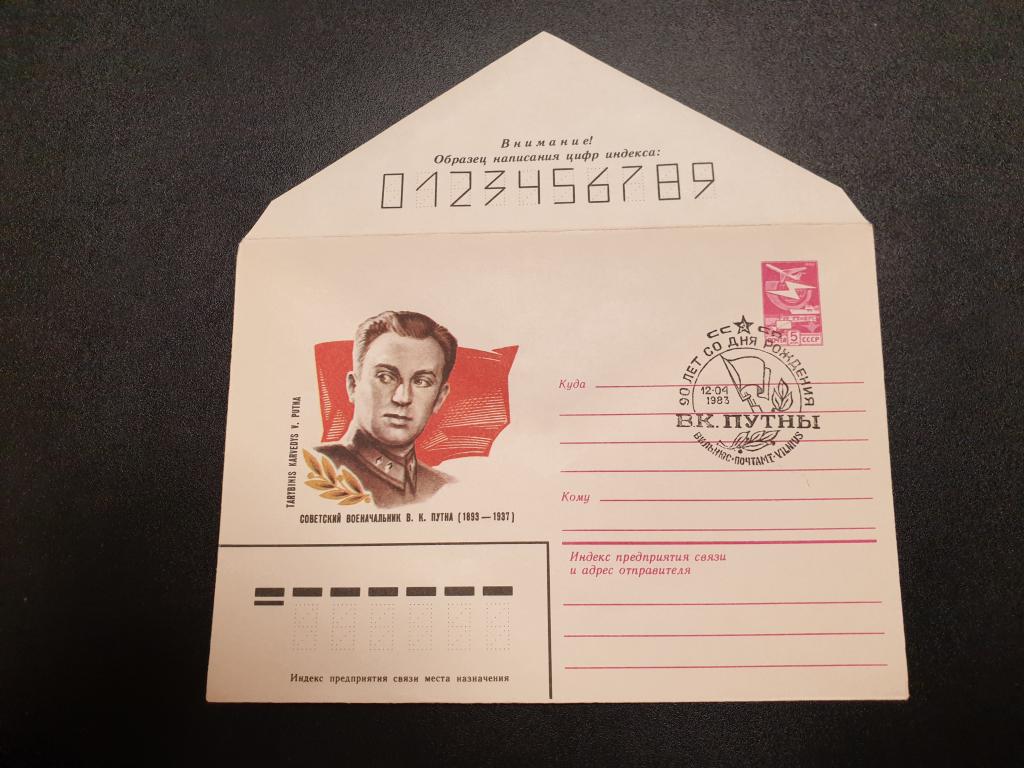 Внимание!
Образец написания цифр индекса:
0123456789
ПОЧТА 5 СССР
90 ЛЕТ СО ДНЯ РОЖДЕНИЯ
12·04
1983
В.К. ПУТНЫ
ВИЛЬНЮС·ПОЧТАМТ·VILNIUS
Куда
Кому
TARYBINIS KARVEDYS V. PUTNA
СОВЕТСКИЙ ВОЕНАЧАЛЬНИК В. К. ПУТНА (1893—1937)
Индекс предприятия связи
и адрес отправителя
Индекс предприятия связи места назначения